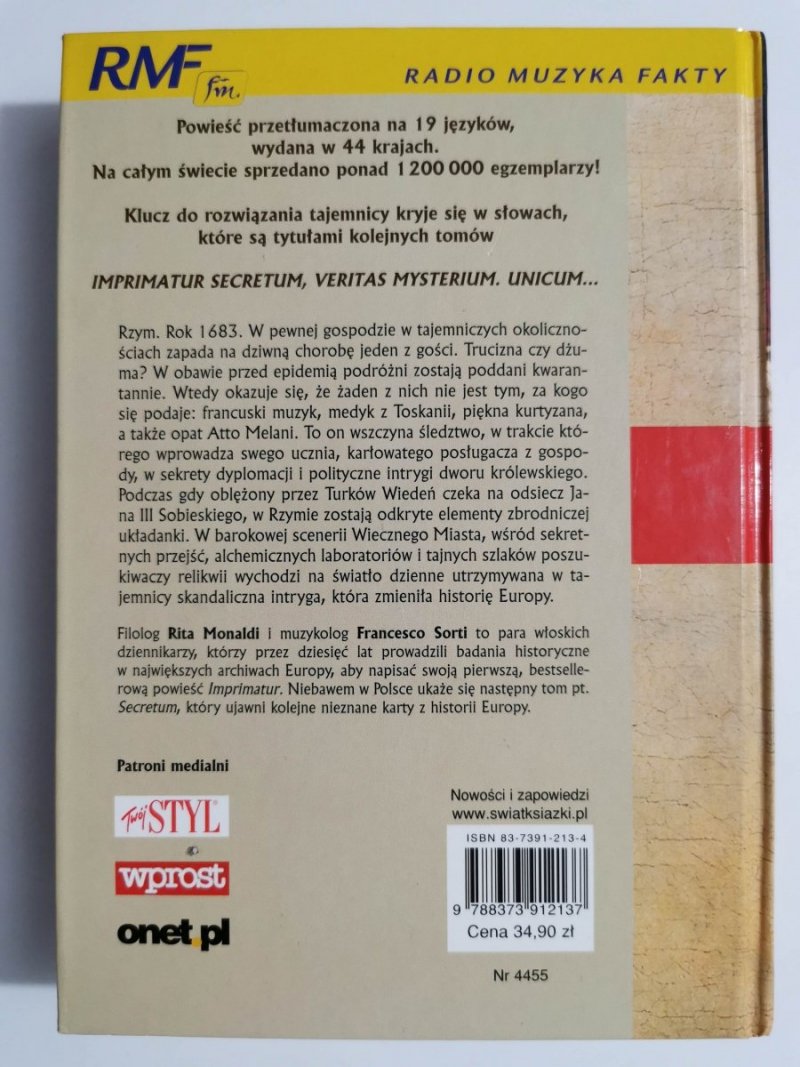 RMF
fm.
RADIO MUZYKA FAKTY
Powieść przetłumaczona na 19 języków,
wydana w 44 krajach.
Na całym świecie sprzedano ponad 1 200 000 egzemplarzy!
Klucz do rozwiązania tajemnicy kryje się w słowach,
które są tytułami kolejnych tomów
IMPRIMATUR SECRETUM, VERITAS MYSTERIUM. UNICUM...
Rzym. Rok 1683. W pewnej gospodzie w tajemniczych okoliczno-
ściach zapada na dziwną chorobę jeden z gości. Trucizna czy dżu-
ma? W obawie przed epidemią podróżni zostają poddani kwaran-
tannie. Wtedy okazuje się, że żaden z nich nie jest tym, za kogo
się podaje: francuski muzyk, medyk z Toskanii, piękna kurtyzana,
a także opat Atto Melani. To on wszczyna śledztwo, w trakcie któ-
rego wprowadza swego ucznia, karłowatego posługacza z gospo-
dy, w sekrety dyplomacji i polityczne intrygi dworu królewskiego.
Podczas gdy oblężony przez Turków Wiedeń czeka na odsiecz Ja-
na III Sobieskiego, w Rzymie zostają odkryte elementy zbrodniczej
układanki. W barokowej scenerii Wiecznego Miasta, wśród sekret-
nych przejść, alchemicznych laboratoriów i tajnych szlaków poszu-
kiwaczy relikwii wychodzi na światło dzienne utrzymywana w ta-
jemnicy skandaliczna intryga, która zmieniła historię Europy.
Filolog Rita Monaldi i muzykolog Francesco Sorti to para włoskich
dziennikarzy, którzy przez dziesięć lat prowadzili badania historyczne
w największych archiwach Europy, aby napisać swoją pierwszą, bestselle-
rową powieść Imprimatur. Niebawem w Polsce ukaże się następny tom pt.
Secretum, który ujawni kolejne nieznane karty z historii Europy.
Patroni medialni
Twój STYL
wprost
onet.pl
Nowości i zapowiedzi
www.swiatksiazki.pl
ISBN 83-7391-213-4
9 788373 912137
Cena 34,90 zł
Nr 4455